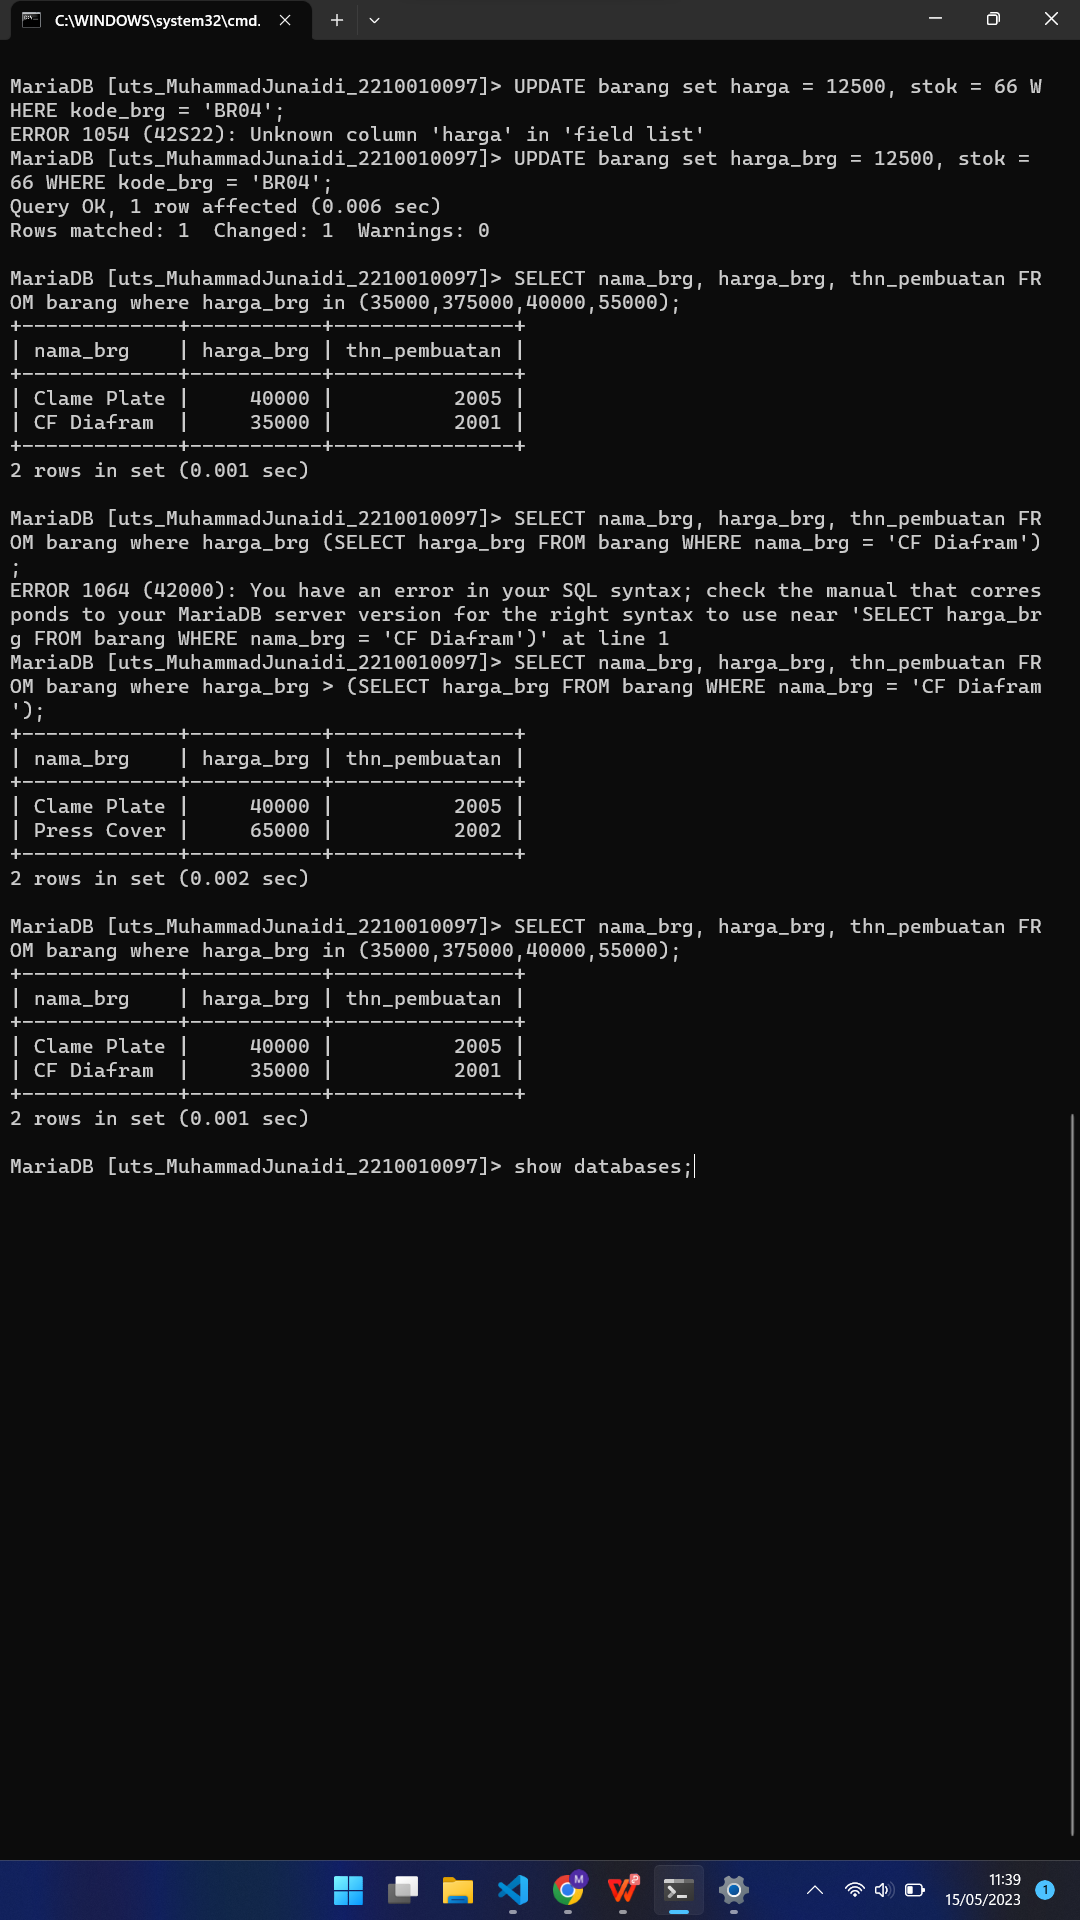 C:\WINDOWS\system32\cmd.
MariaDB [uts_MuhammadJunaidi_2210010097]> UPDATE barang set harga = 12500, stok = 66 W
HERE kode_brg = 'BR04';
ERROR 1054 (42S22): Unknown column 'harga' in 'field list'
MariaDB [uts_MuhammadJunaidi_2210010097]> UPDATE barang set harga_brg = 12500, stok =
66 WHERE kode_brg = 'BR04';
Query OK, 1 row affected (0.006 sec)
Rows matched: 1  Changed: 1  Warnings: 0
MariaDB [uts_MuhammadJunaidi_2210010097]> SELECT nama_brg, harga_brg, thn_pembuatan FR
OM barang where harga_brg in (35000,375000,40000,55000);
+-------------+-----------+---------------+
| nama_brg    | harga_brg | thn_pembuatan |
+-------------+-----------+---------------+
| Clame Plate |     40000 |          2005 |
| CF Diafram  |     35000 |          2001 |
+-------------+-----------+---------------+
2 rows in set (0.001 sec)
MariaDB [uts_MuhammadJunaidi_2210010097]> SELECT nama_brg, harga_brg, thn_pembuatan FR
OM barang where harga_brg (SELECT harga_brg FROM barang WHERE nama_brg = 'CF Diafram')
;
ERROR 1064 (42000): You have an error in your SQL syntax; check the manual that corres
ponds to your MariaDB server version for the right syntax to use near 'SELECT harga_br
g FROM barang WHERE nama_brg = 'CF Diafram')' at line 1
MariaDB [uts_MuhammadJunaidi_2210010097]> SELECT nama_brg, harga_brg, thn_pembuatan FR
OM barang where harga_brg > (SELECT harga_brg FROM barang WHERE nama_brg = 'CF Diafram
');
+-------------+-----------+---------------+
| nama_brg    | harga_brg | thn_pembuatan |
+-------------+-----------+---------------+
| Clame Plate |     40000 |          2005 |
| Press Cover |     65000 |          2002 |
+-------------+-----------+---------------+
2 rows in set (0.002 sec)
MariaDB [uts_MuhammadJunaidi_2210010097]> SELECT nama_brg, harga_brg, thn_pembuatan FR
OM barang where harga_brg in (35000,375000,40000,55000);
+-------------+-----------+---------------+
| nama_brg    | harga_brg | thn_pembuatan |
+-------------+-----------+---------------+
| Clame Plate |     40000 |          2005 |
| CF Diafram  |     35000 |          2001 |
+-------------+-----------+---------------+
2 rows in set (0.001 sec)
MariaDB [uts_MuhammadJunaidi_2210010097]> show databases;
M
11:39
15/05/2023
1